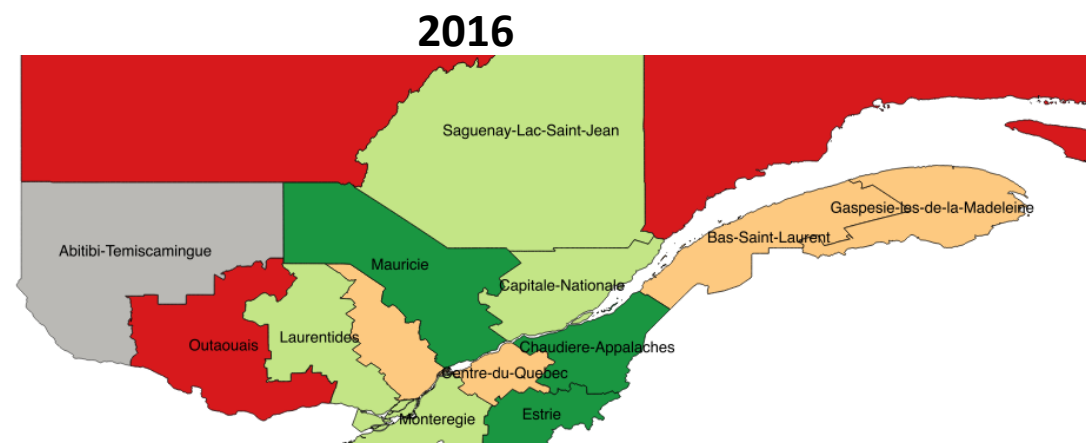 2016
Saguenay-Lac-Saint-Jean
Gaspesie-Iles-de-la-Madeleine
Bas-Saint-Laurent
Abitibi-Temiscamingue
Mauricie
Capitale-Nationale
Laurentides
Outaouais
Chaudiere-Appalaches
Centre-du-Quebec
Estrie
Monteregie